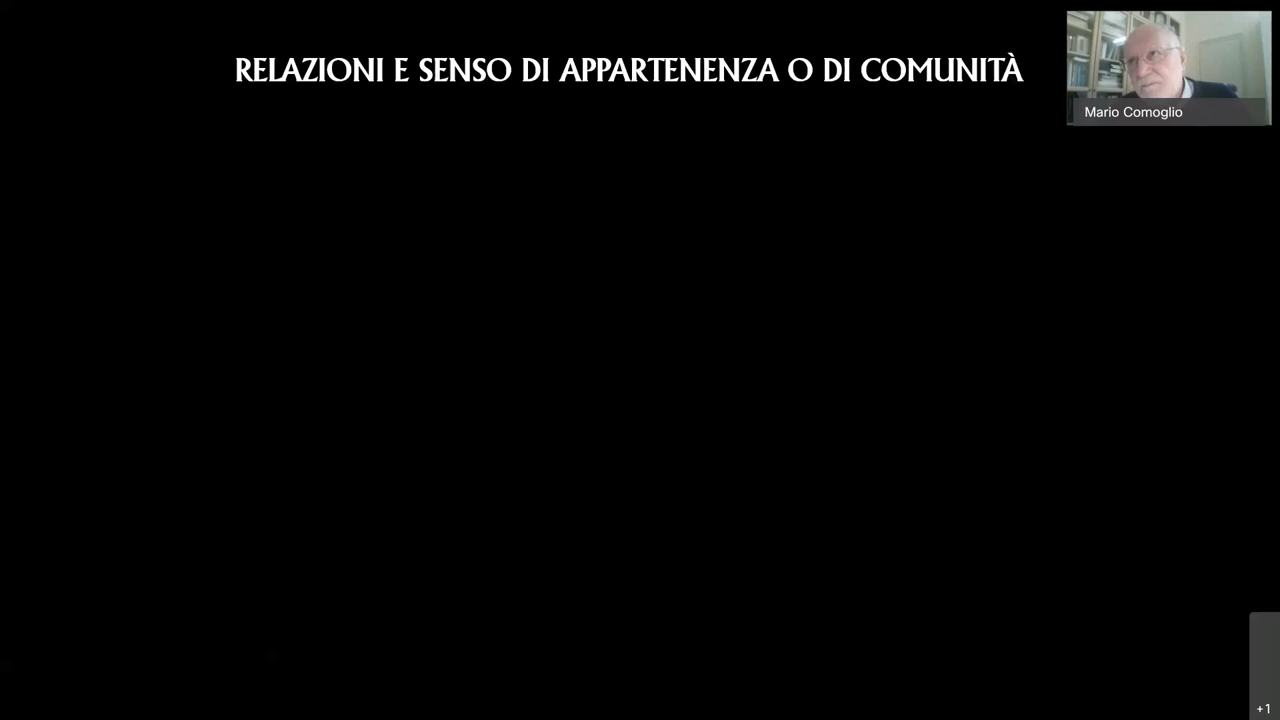 RELAZIONI E SENSO DI APPARTENENZA O DI COMUNITÀ
Mario Comoglio
+1